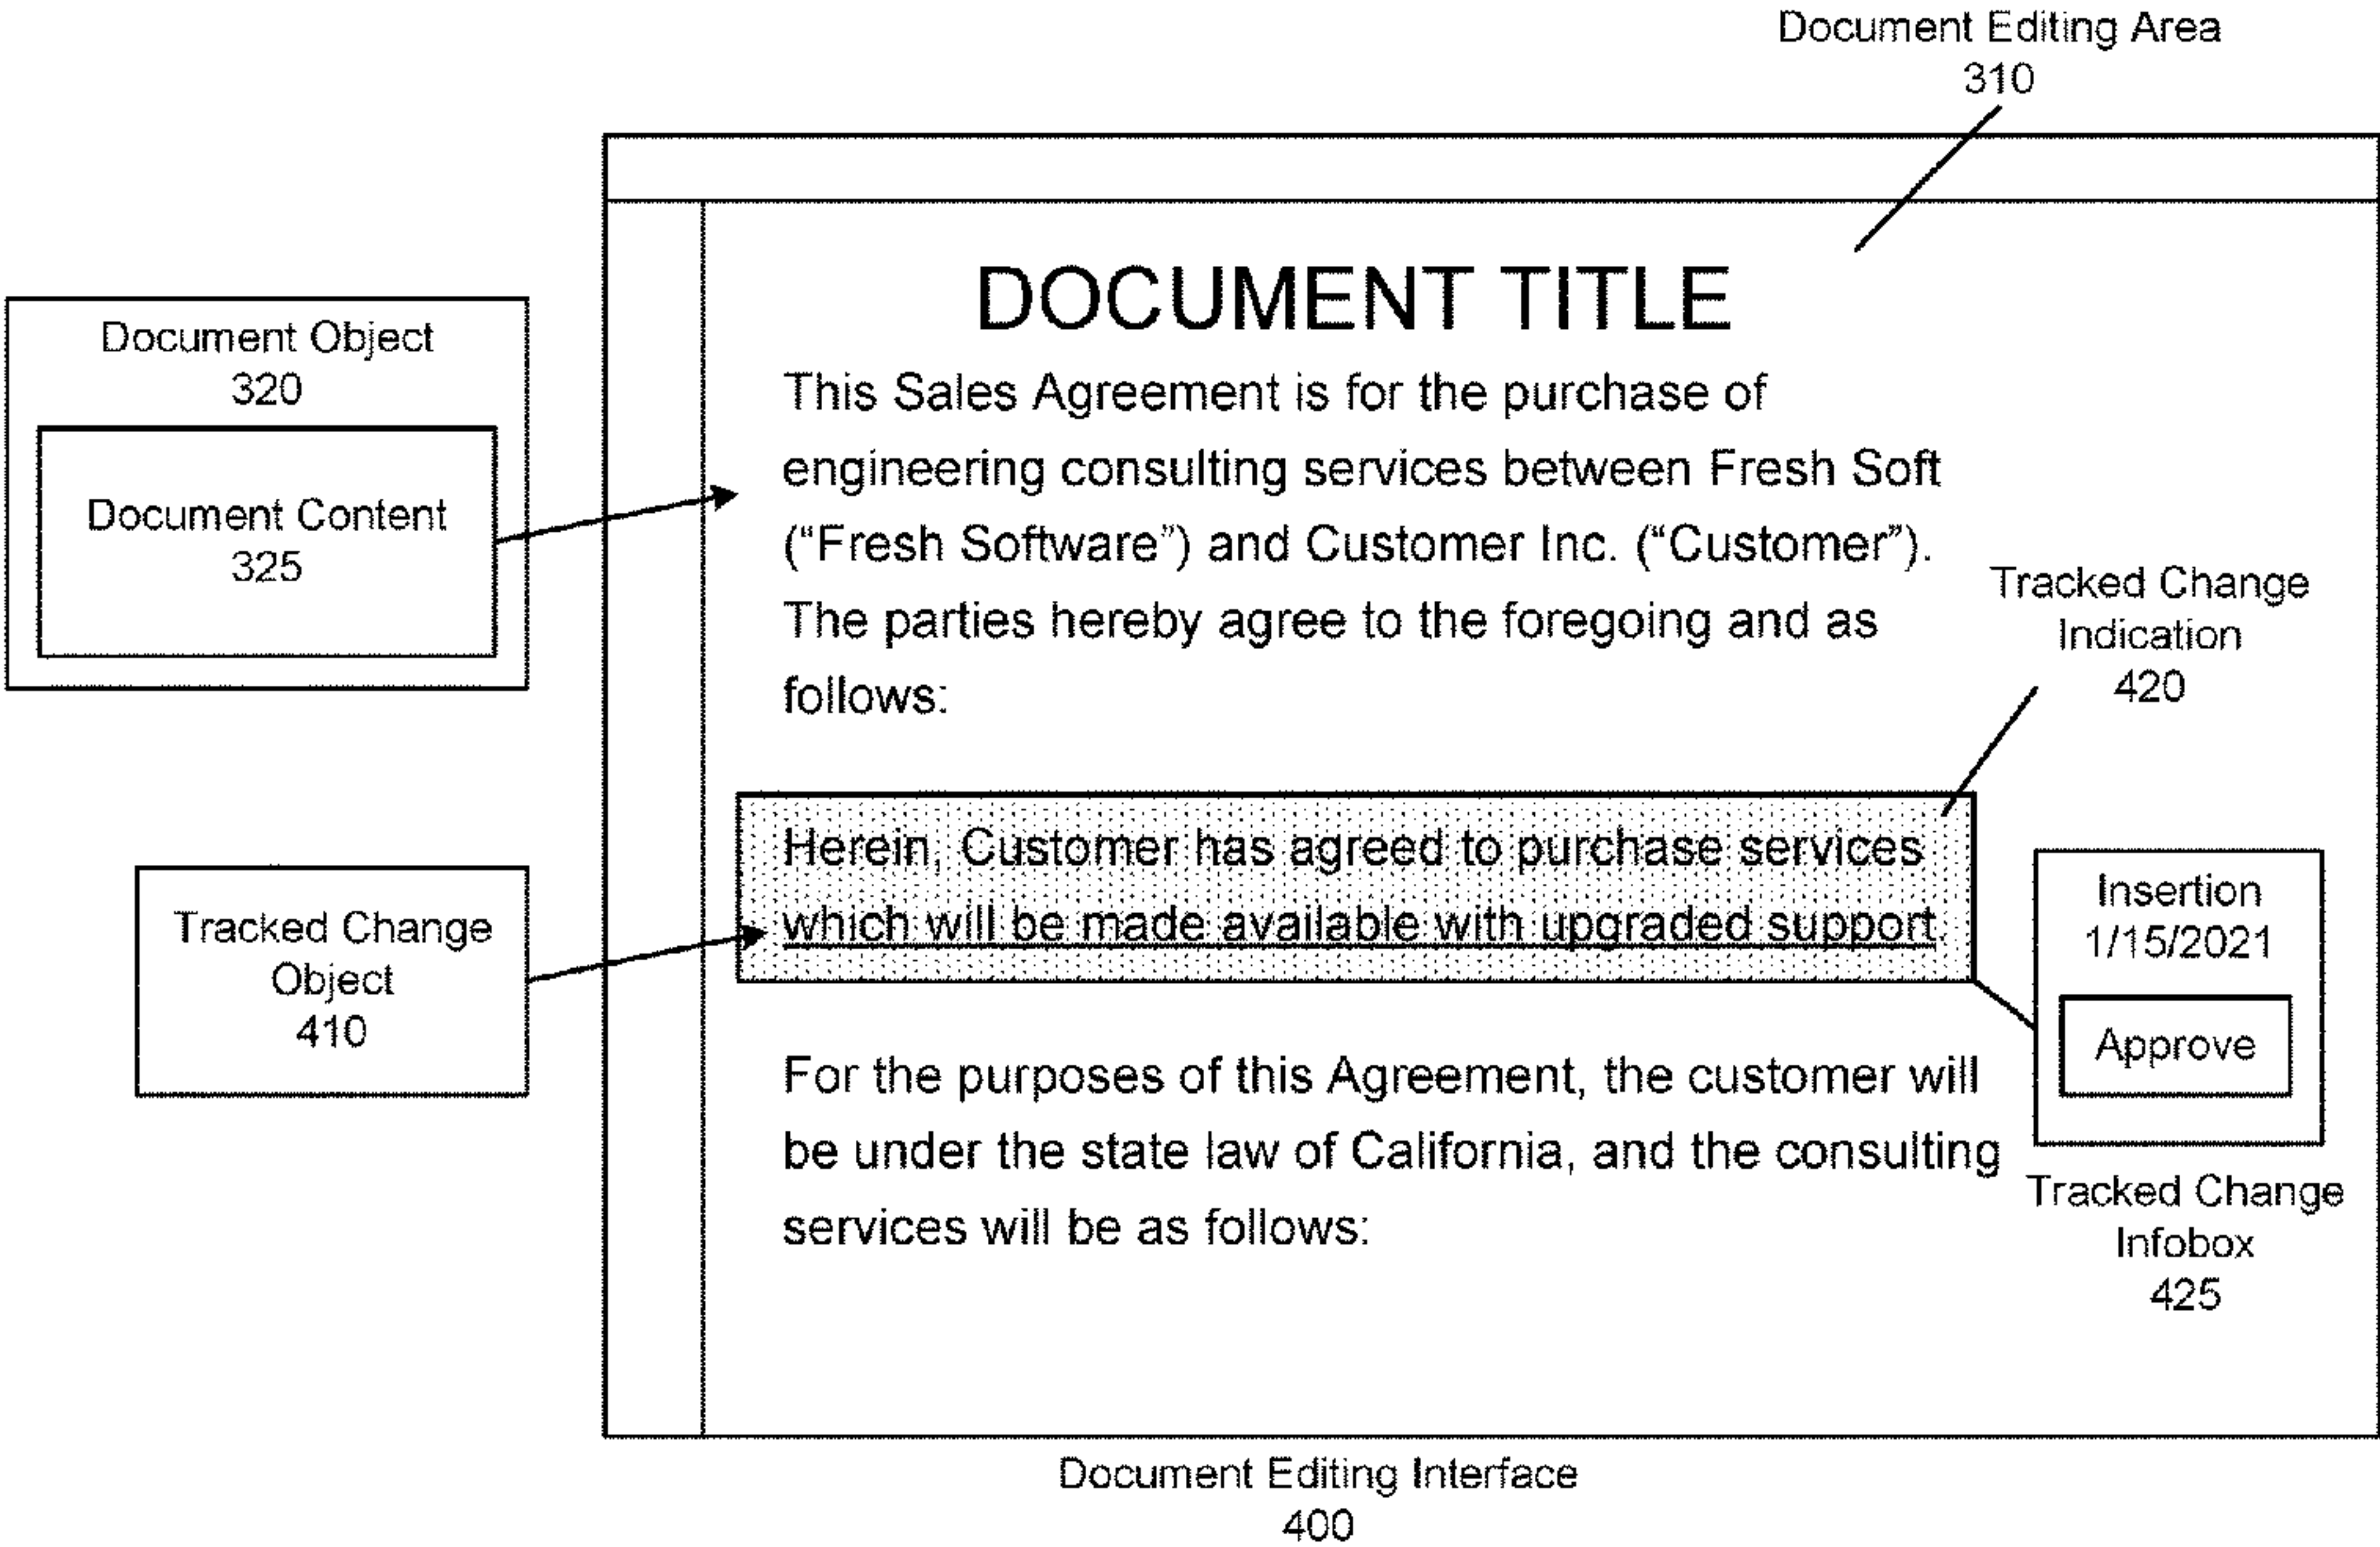 Document Editing Area
310
DOCUMENT TITLE
This Sales Agreement is for the purchase of
engineering consulting services between Fresh Soft
(“Fresh Software”) and Customer Inc. (“Customer”).
The parties hereby agree to the foregoing and as
follows:
Document Object
320
Document Content
325
Tracked Change
Indication
420
Herein, Customer has agreed to purchase services
which will be made available with upgraded support.
Tracked Change
Object
410
Insertion
1/15/2021
Approve
Tracked Change
Infobox
425
For the purposes of this Agreement, the customer will
be under the state law of California, and the consulting
services will be as follows:
Document Editing Interface
400